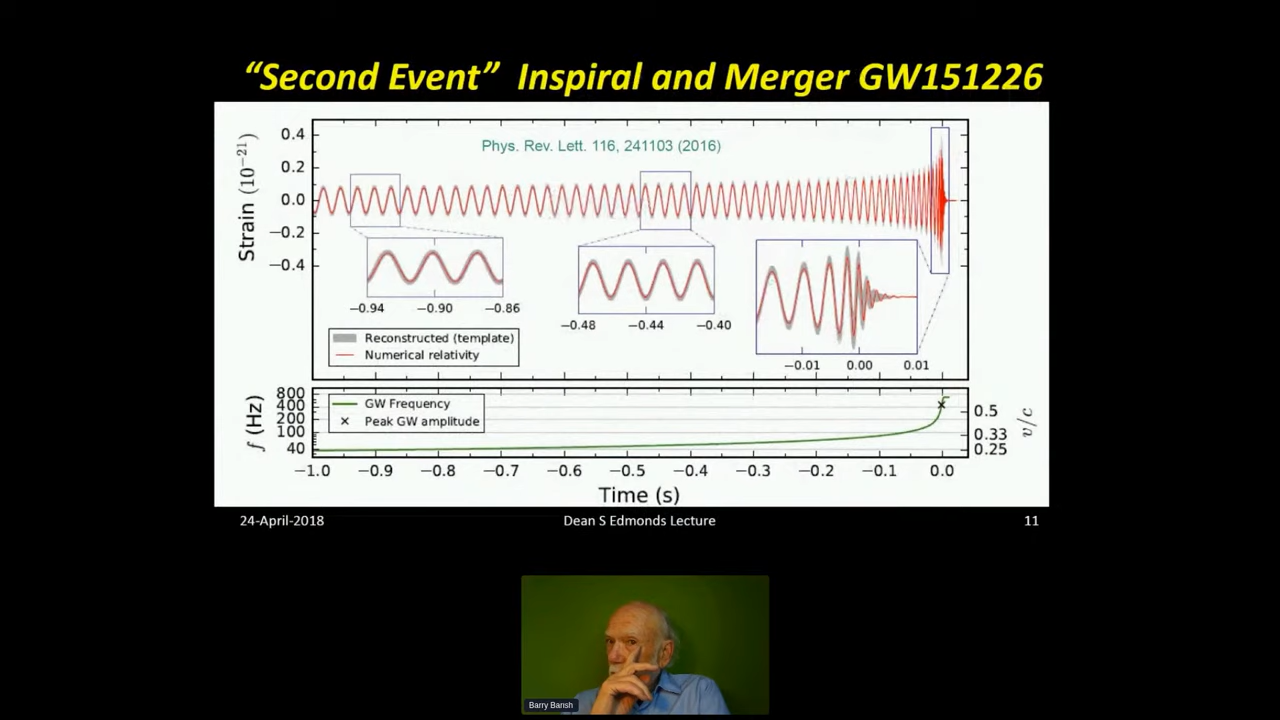 “Second Event” Inspiral and Merger GW151226
Phys. Rev. Lett. 116, 241103 (2016)
Strain (10⁻²¹)
0.4
0.2
0.0
−0.2
−0.4
−0.94 −0.90 −0.86
−0.48 −0.44 −0.40
−0.01 0.00 0.01
Reconstructed (template)
Numerical relativity
f (Hz)
800
400
200
100
40
GW Frequency
Peak GW amplitude
0.5
0.33
0.25
v/c
−1.0 −0.9 −0.8 −0.7 −0.6 −0.5 −0.4 −0.3 −0.2 −0.1 0.0
Time (s)
24-April-2018 Dean S Edmonds Lecture 11
Barry Barish